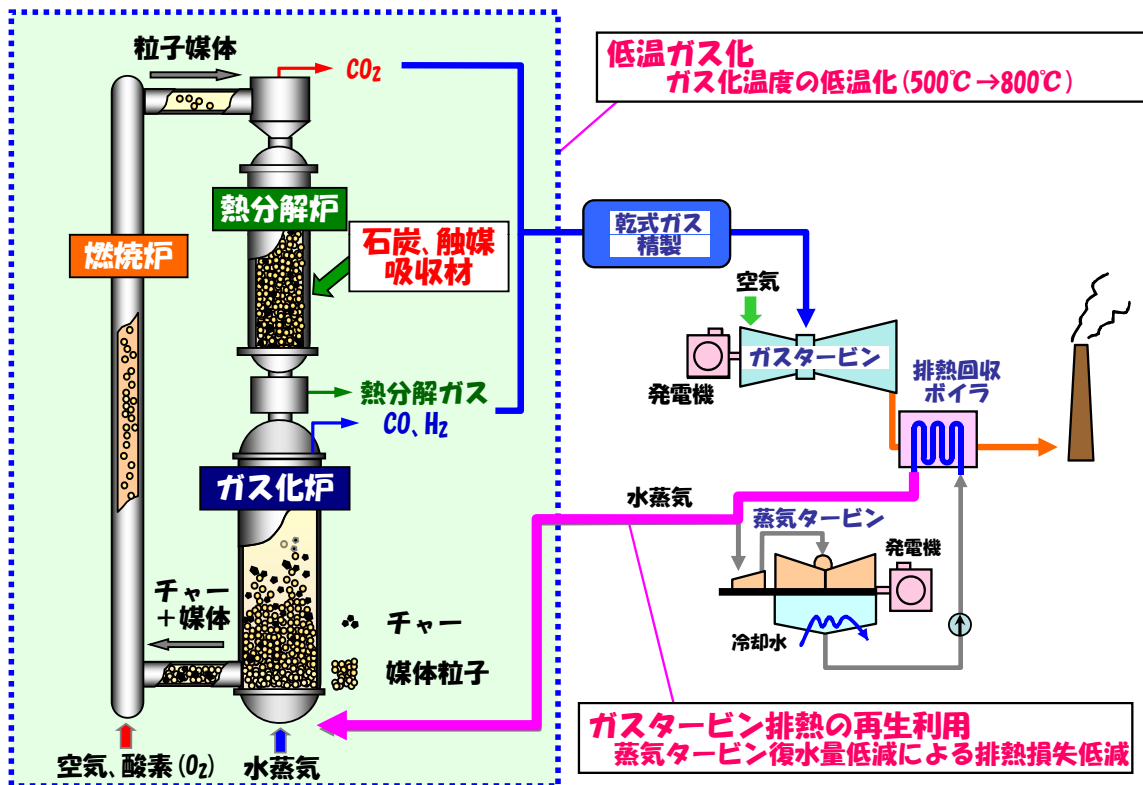 粒子媒体
CO₂
低温ガス化
ガス化温度の低温化(500℃→800℃)
熱分解炉
燃焼炉
石炭、触媒
吸収材
乾式ガス
精製
空気
ガスタービン
発電機
排熱回収
ボイラ
熱分解ガス
CO、H₂
ガス化炉
水蒸気
蒸気タービン
発電機
チャー
+媒体
チャー
冷却水
媒体粒子
ガスタービン排熱の再生利用
蒸気タービン復水量低減による排熱損失低減
空気、酸素(O₂)
水蒸気